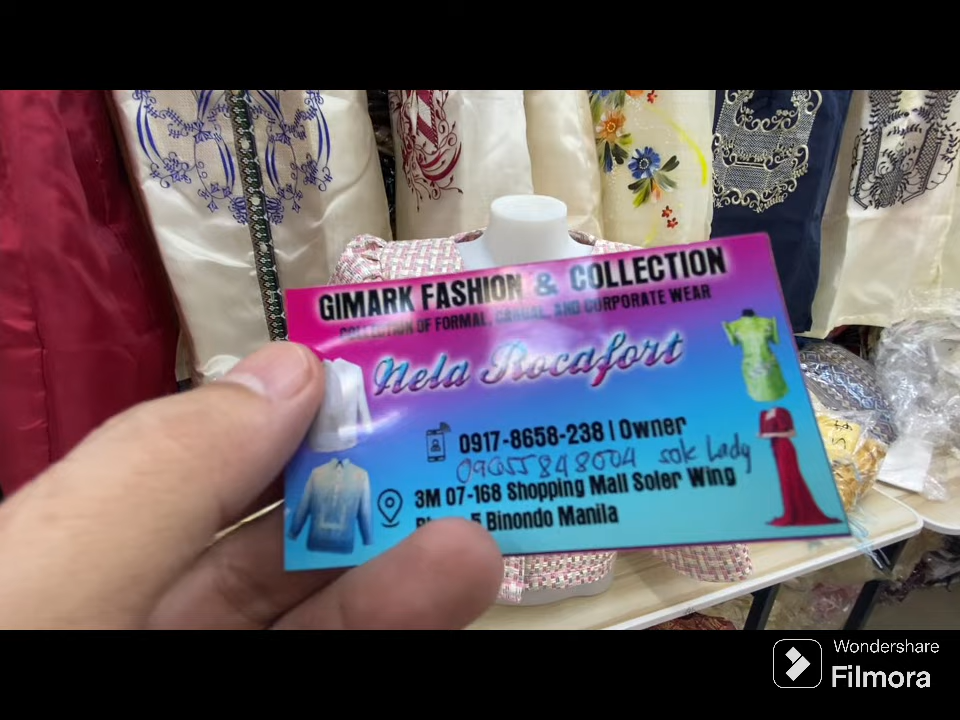 GIMARK FASHION & COLLECTION
COLLECTION OF FORMAL, CASUAL, AND CORPORATE WEAR
Nela Rocafort
0917-8658-238 | Owner
09055848004 sok Lady
3M 07-168 Shopping Mall Soler Wing
5 Binondo Manila
Wondershare
Filmora